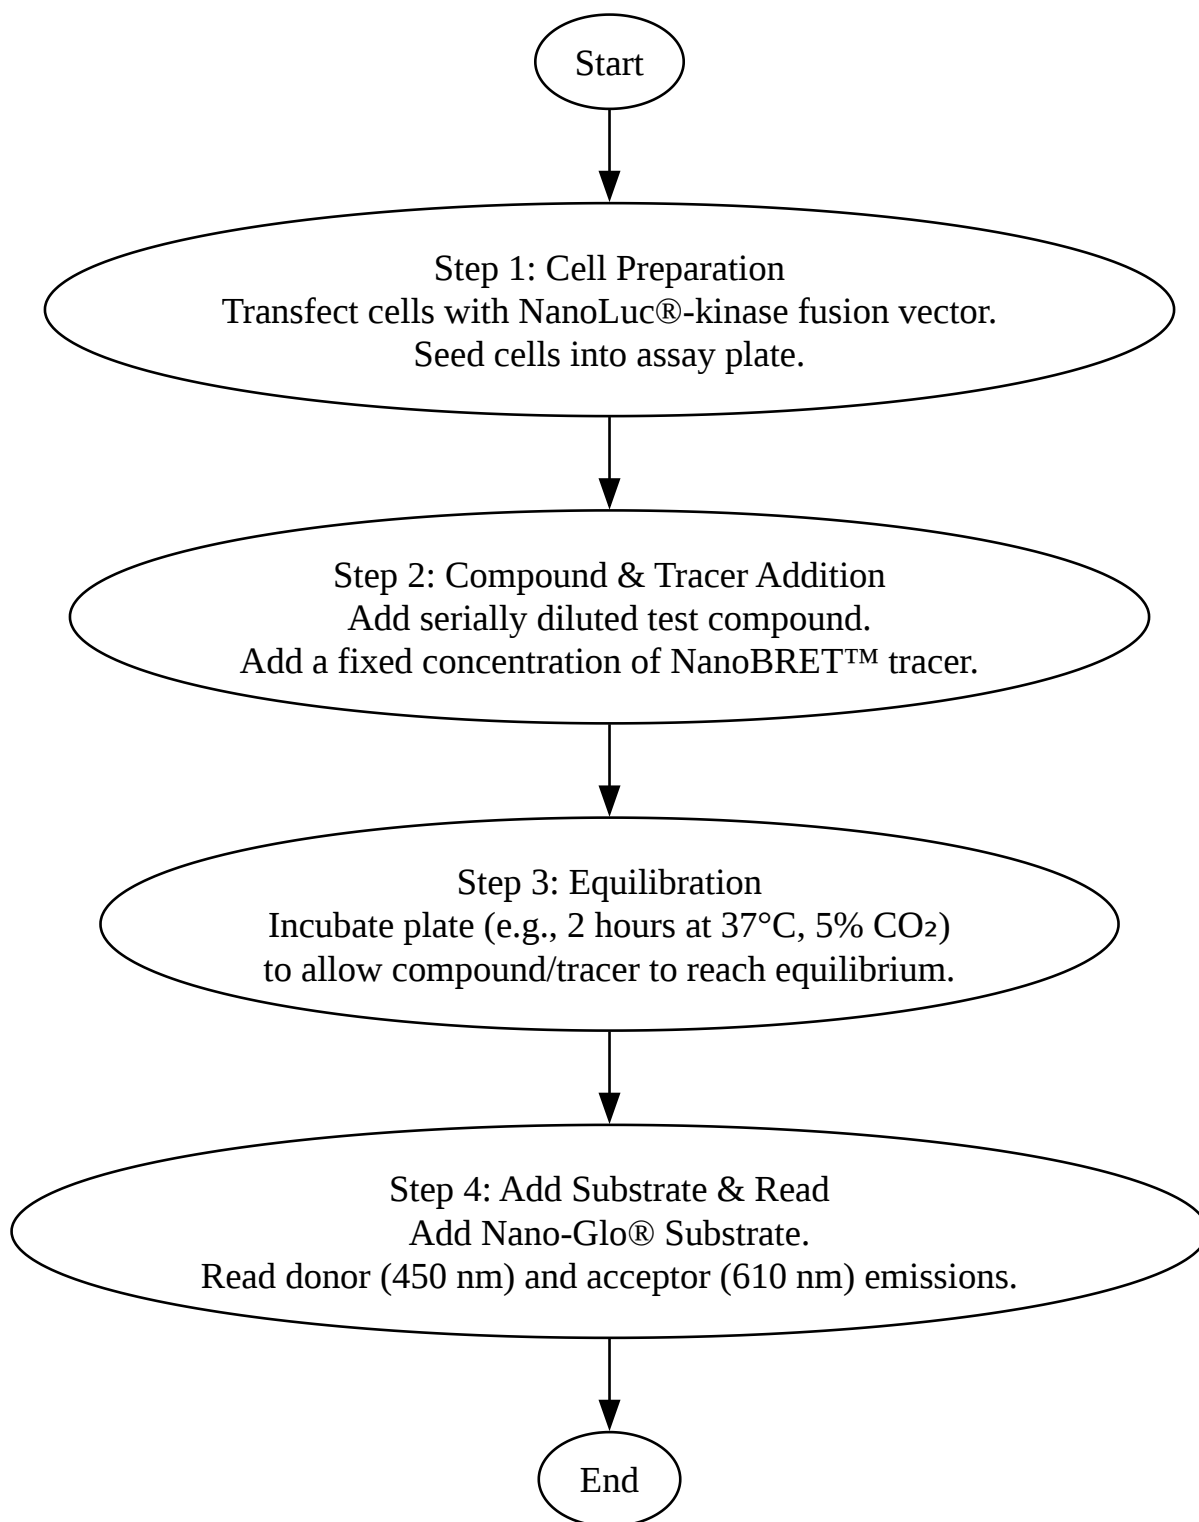 Start
Step 1: Cell Preparation
Transfect cells with NanoLuc®-kinase fusion vector.
Seed cells into assay plate.
Step 2: Compound & Tracer Addition
Add serially diluted test compound.
Add a fixed concentration of NanoBRET™ tracer.
Step 3: Equilibration
Incubate plate (e.g., 2 hours at 37°C, 5% CO₂)
to allow compound/tracer to reach equilibrium.
Step 4: Add Substrate & Read
Add Nano-Glo® Substrate.
Read donor (450 nm) and acceptor (610 nm) emissions.
End